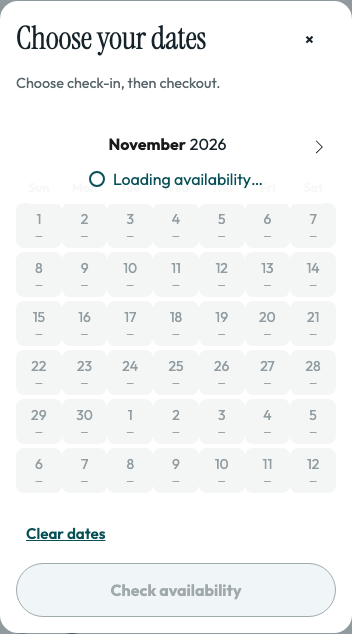 Choose your dates
×
Choose check-in, then checkout.
November 2026
Loading availability...
Sun Fri Sat
1 2 3 4 5 6 7
– – – – – – –
8 9 10 11 12 13 14
– – – – – – –
15 16 17 18 19 20 21
– – – – – – –
22 23 24 25 26 27 28
– – – – – – –
29 30 1 2 3 4 5
– – – – – – –
6 7 8 9 10 11 12
– – – – – – –
Clear dates
Check availability